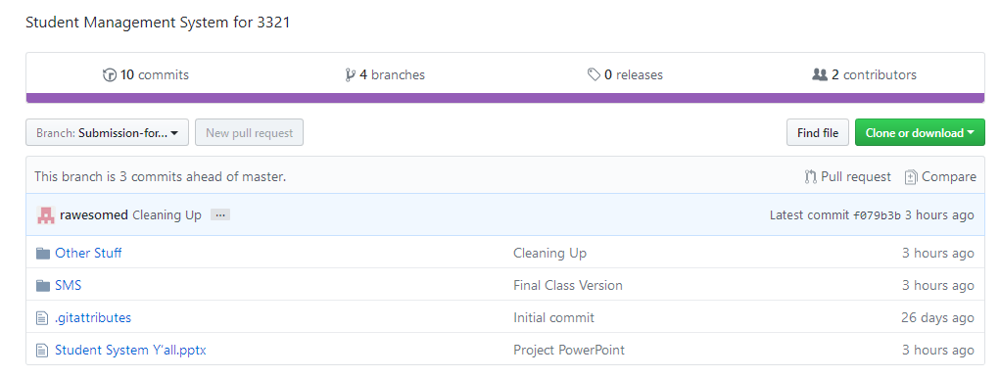 Student Management System for 3321
10 commits 4 branches 0 releases 2 contributors
Branch: Submission-for... New pull request Find file Clone or download
This branch is 3 commits ahead of master. Pull request Compare
rawesomed Cleaning Up ... Latest commit f079b3b 3 hours ago
Other Stuff Cleaning Up 3 hours ago
SMS Final Class Version 3 hours ago
.gitattributes Initial commit 26 days ago
Student System Y'all.pptx Project PowerPoint 3 hours ago